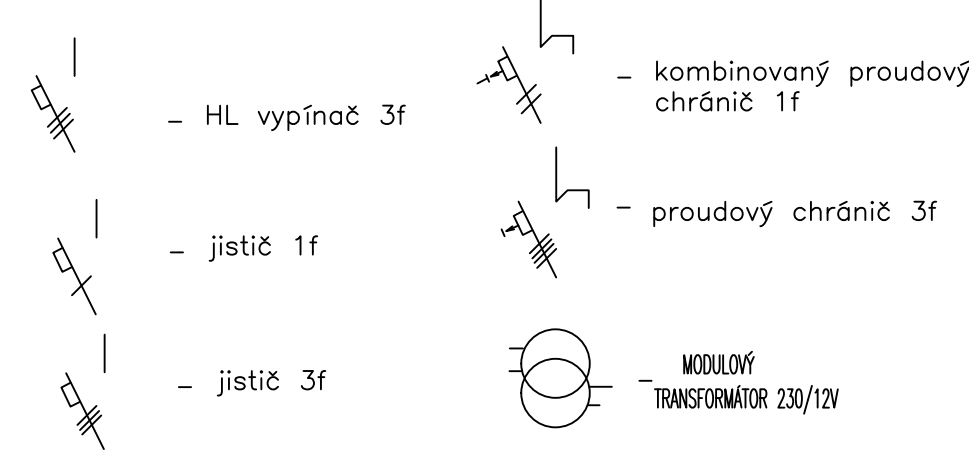 HL vypínač 3f
jistič 1f
jistič 3f
kombinovaný proudový
chránič 1f
proudový chránič 3f
MODULOVÝ
TRANSFORMÁTOR 230/12V